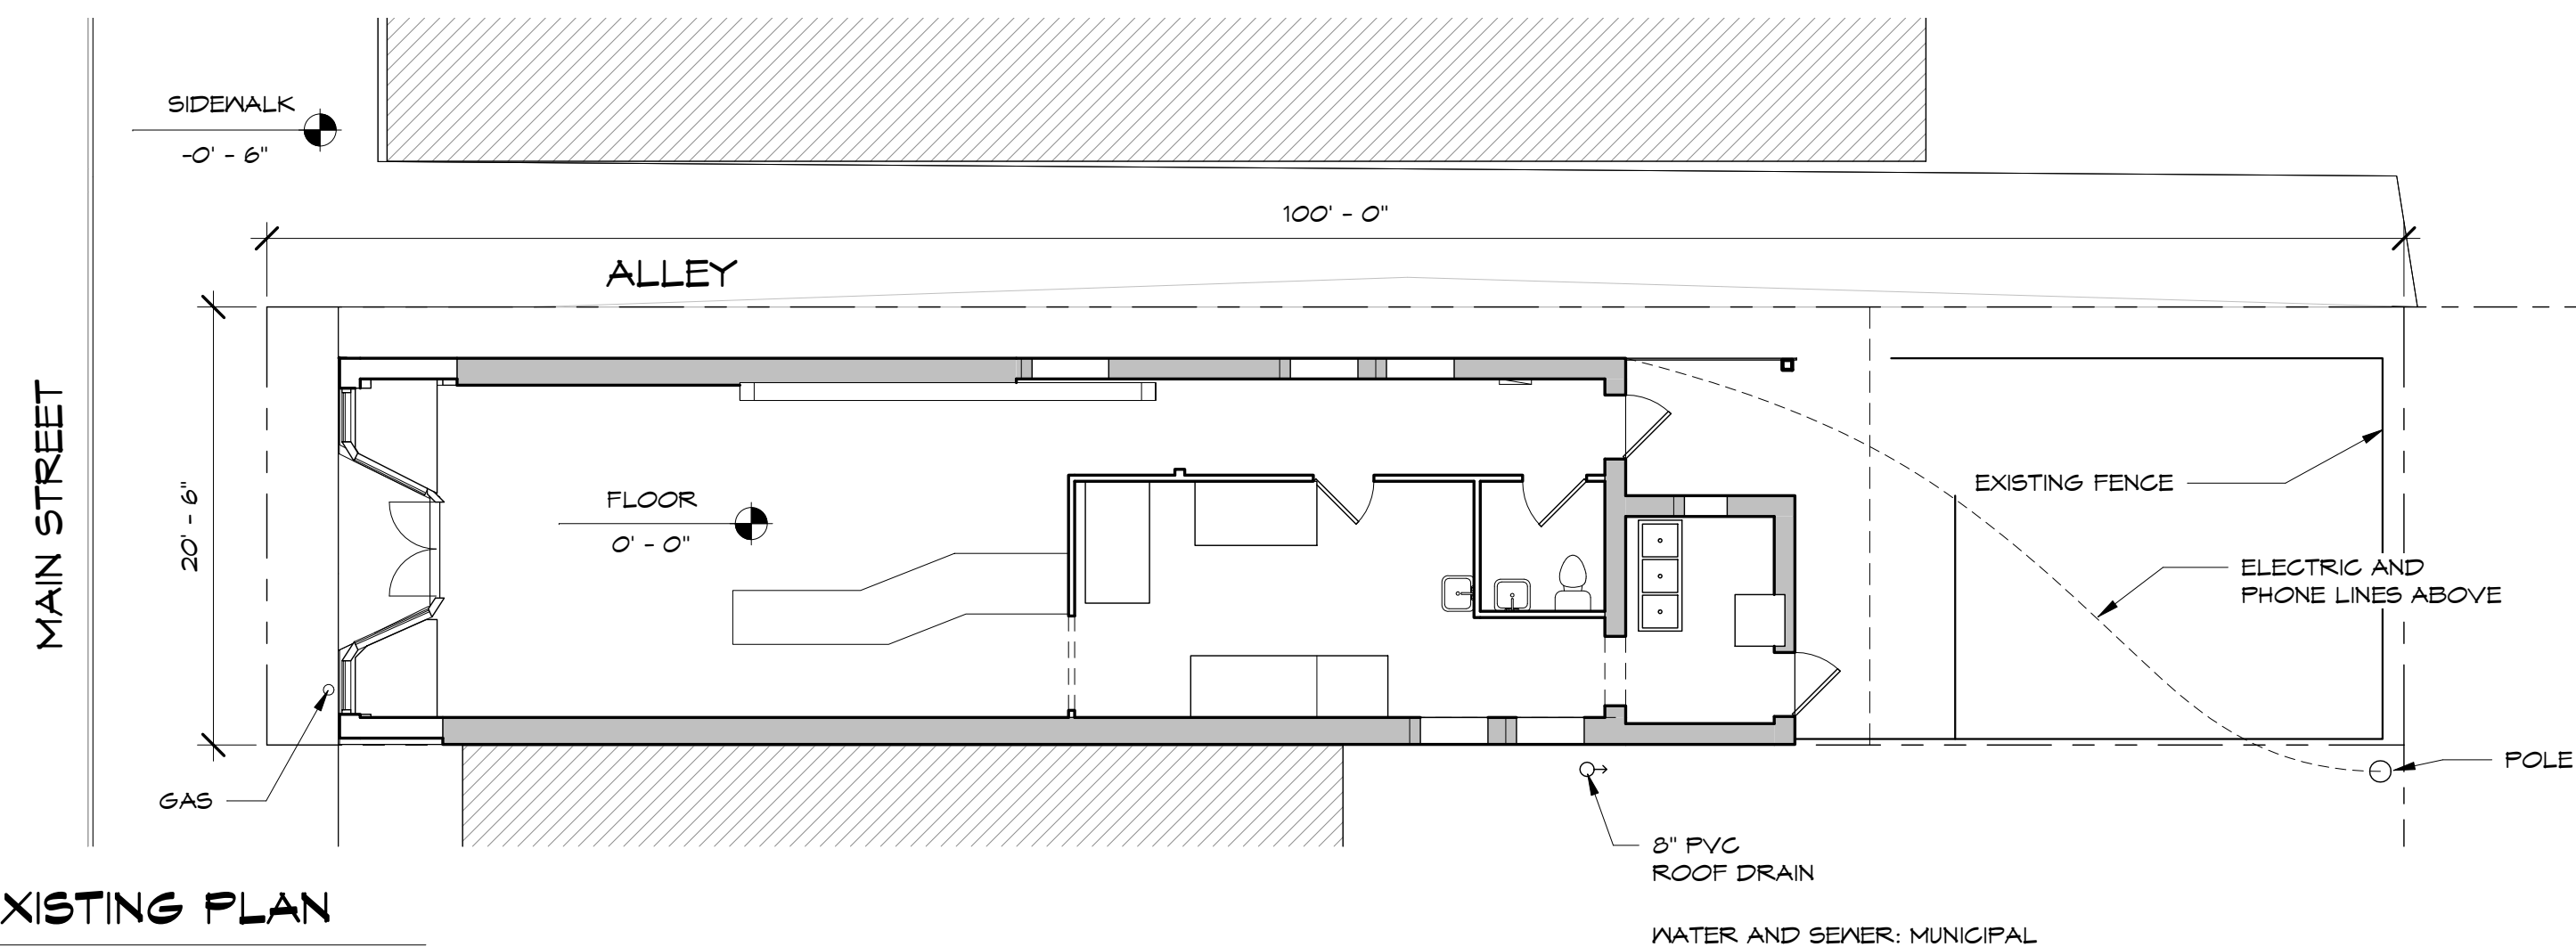 SIDEWALK
-0' - 6"
100' - 0"
ALLEY
MAIN STREET
20' - 6"
FLOOR
0' - 0"
EXISTING FENCE
ELECTRIC AND
PHONE LINES ABOVE
POLE
GAS
8" PVC
ROOF DRAIN
XISTING PLAN
WATER AND SEWER: MUNICIPAL